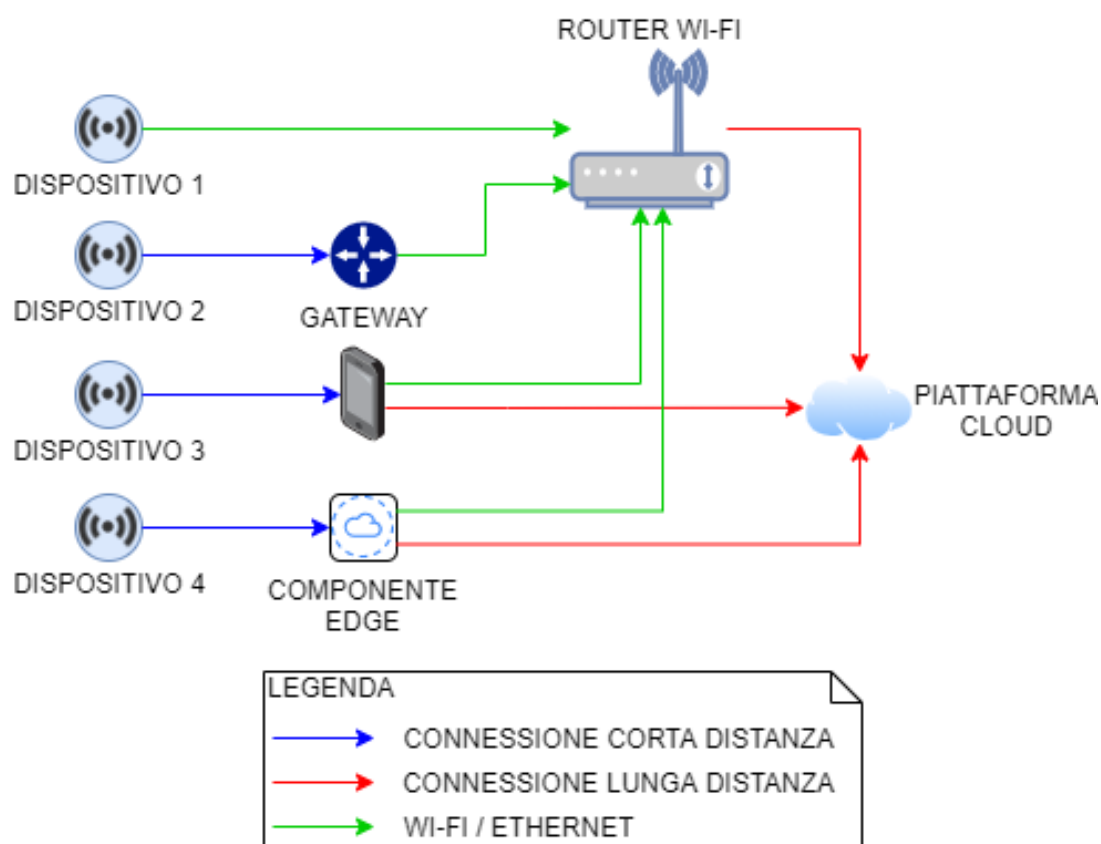 ROUTER WI-FI
DISPOSITIVO 1
DISPOSITIVO 2
GATEWAY
DISPOSITIVO 3
PIATTAFORMA
CLOUD
DISPOSITIVO 4
COMPONENTE
EDGE
LEGENDA
CONNESSIONE CORTA DISTANZA
CONNESSIONE LUNGA DISTANZA
WI-FI / ETHERNET